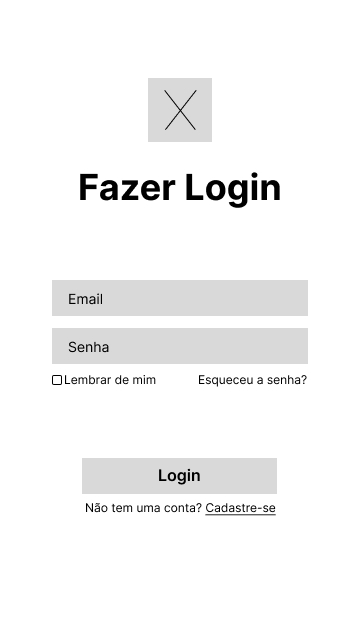 Fazer Login
Email
Senha
Lembrar de mim Esqueceu a senha?
Login
Não tem uma conta? Cadastre-se